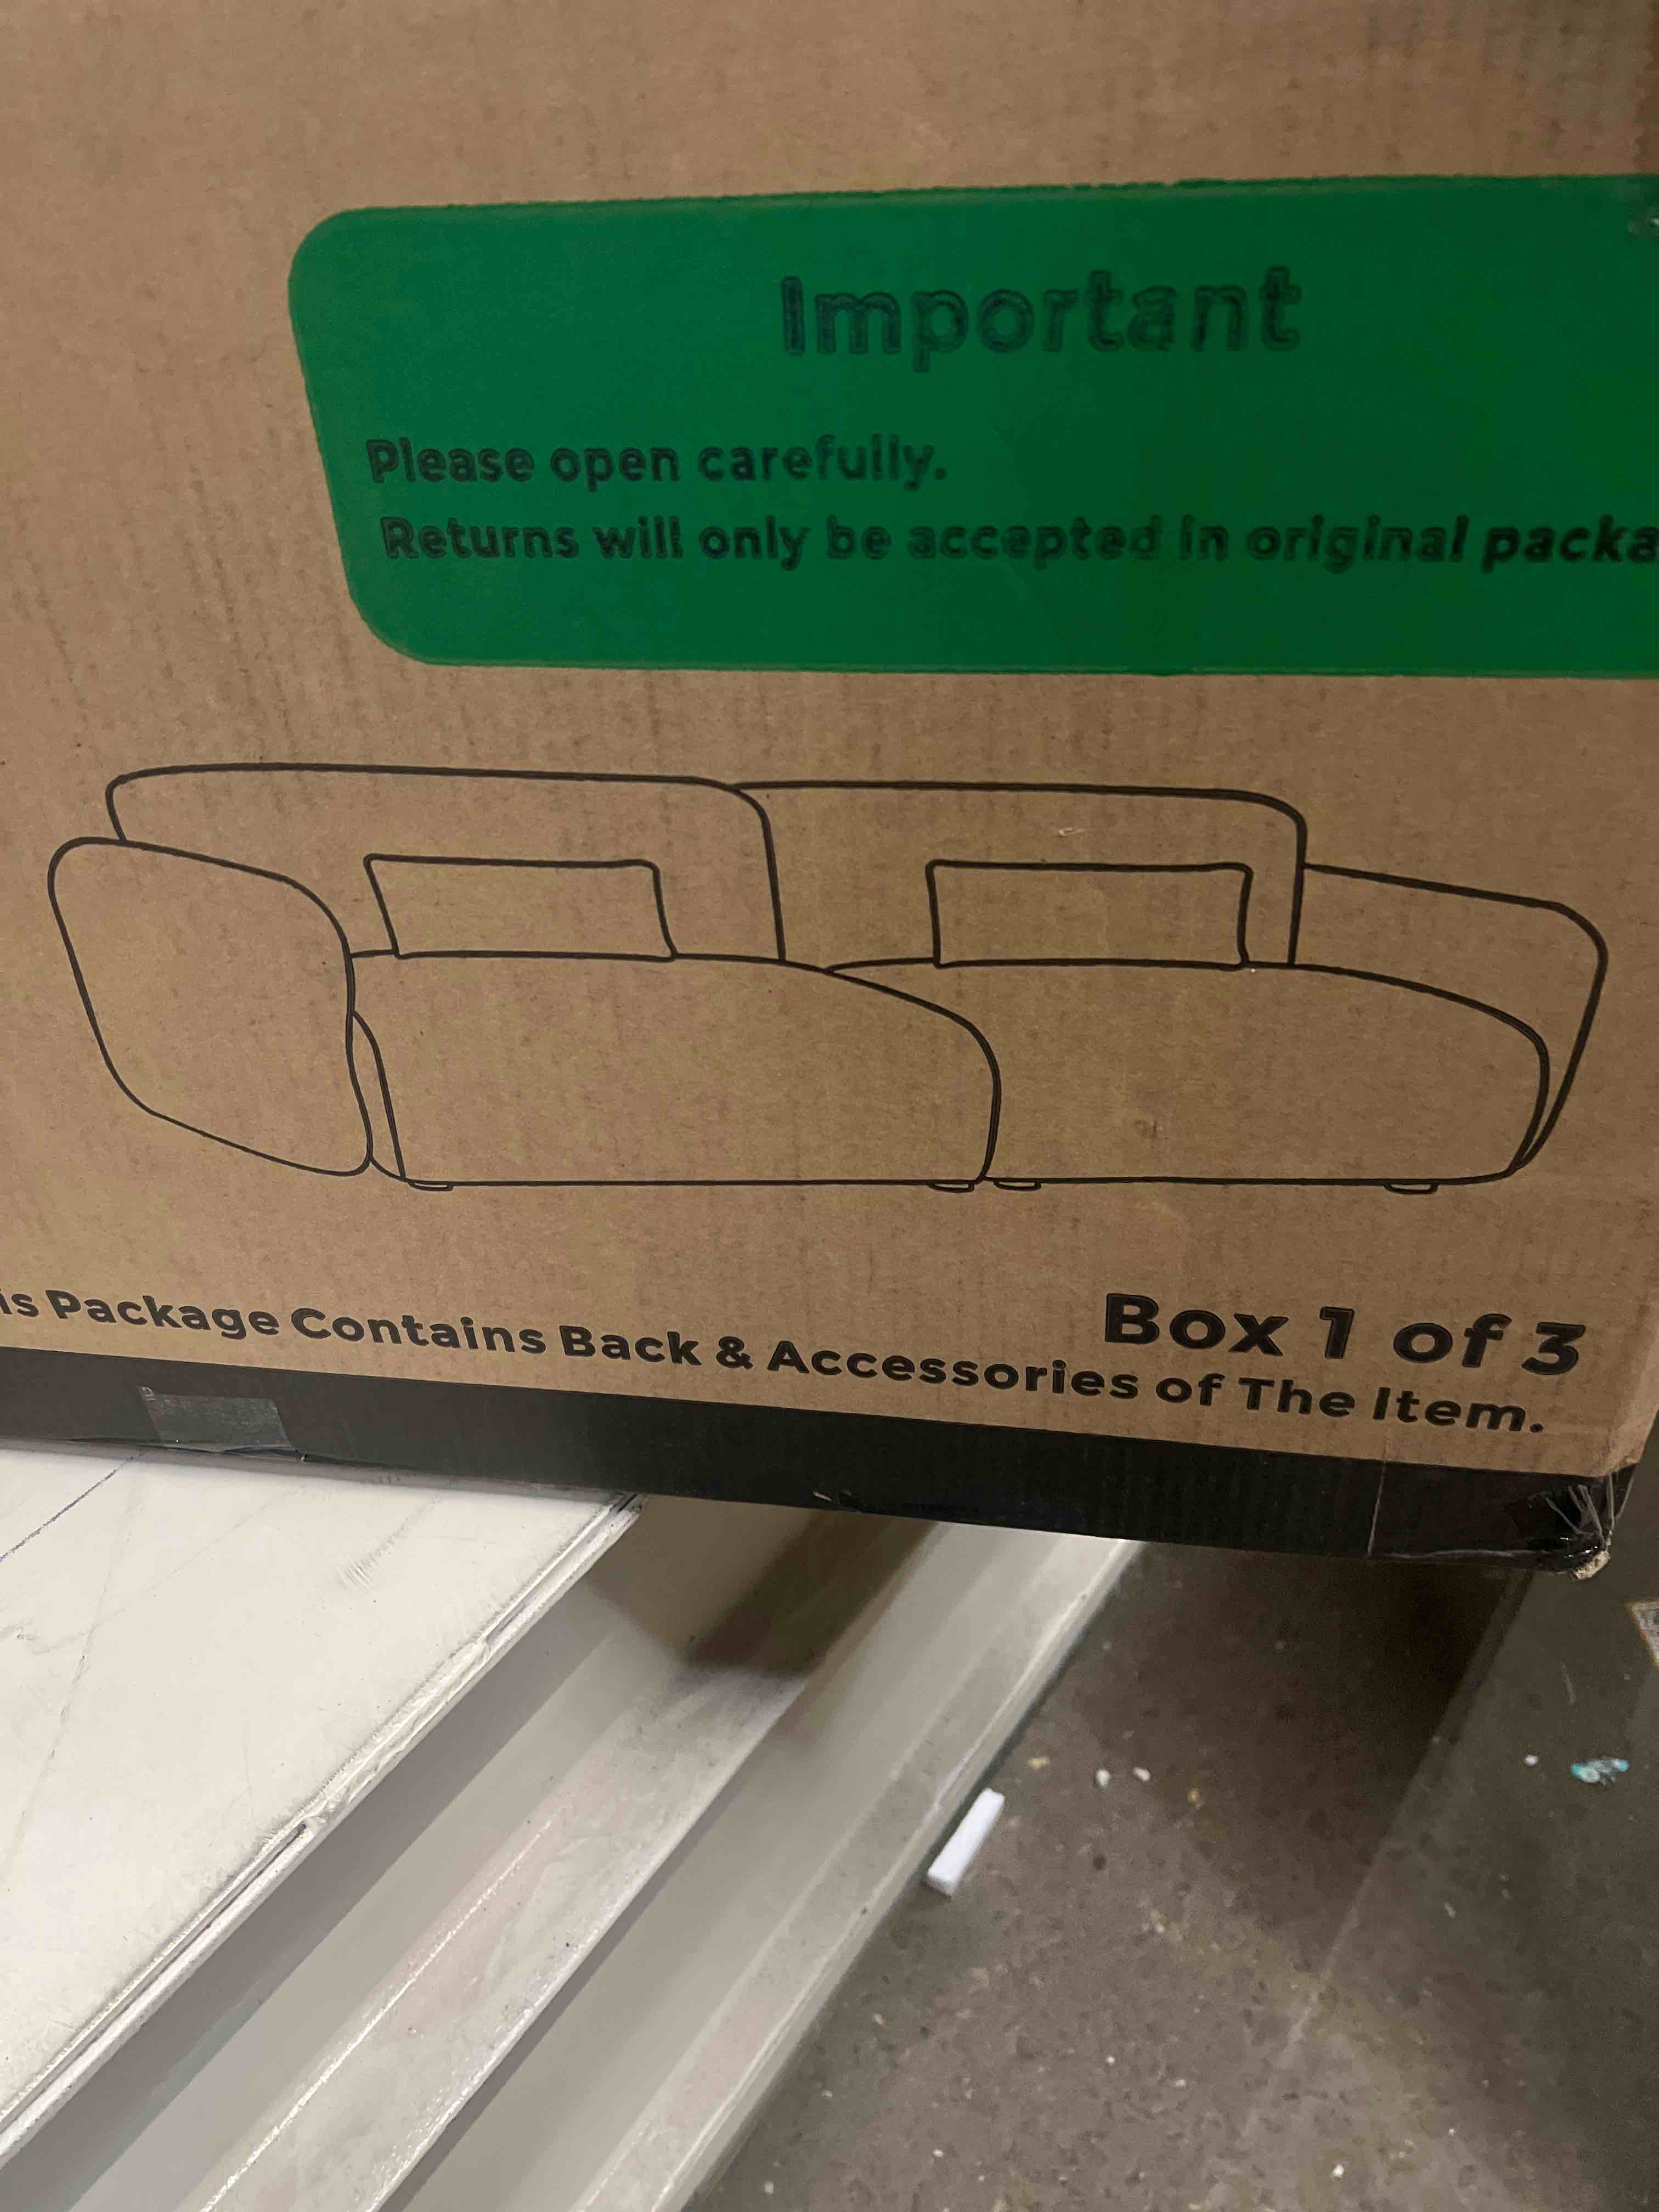 Important
Please open carefully.
Returns will only be accepted in original packa
Box 1 of 3
is Package Contains Back & Accessories of The Item.